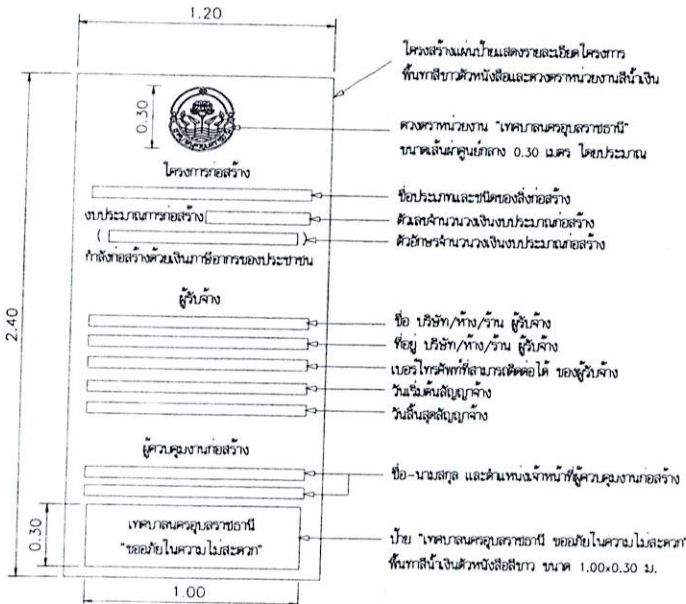 1.20
โครงสร้างแผ่นป้ายแสดงรายละเอียดโครงการ
พื้นทาสีขาวตัวหนังสือและดวงตราหน่วยงานสีน้ำเงิน
0.30
ดวงตราหน่วยงาน "เทศบาลนครอุบลราชธานี"
ขนาดเส้นผ่าศูนย์กลาง 0.30 เมตร โดยประมาณ
โครงการก่อสร้าง
ชื่อประเภทและชนิดของสิ่งก่อสร้าง
งบประมาณการก่อสร้าง
ตัวเลขจำนวนวงเงินงบประมาณก่อสร้าง
( )
ตัวอักษรจำนวนวงเงินงบประมาณก่อสร้าง
กำลังก่อสร้างด้วยเงินภาษีอากรของประชาชน
2.40
ผู้รับจ้าง
ชื่อ บริษัท/ห้าง/ร้าน ผู้รับจ้าง
ที่อยู่ บริษัท/ห้าง/ร้าน ผู้รับจ้าง
เบอร์โทรศัพท์ที่สามารถติดต่อได้ ของผู้รับจ้าง
วันเริ่มต้นสัญญาจ้าง
วันสิ้นสุดสัญญาจ้าง
ผู้ควบคุมงานก่อสร้าง
ชื่อ-นามสกุล และตำแหน่งเจ้าหน้าที่ผู้ควบคุมงานก่อสร้าง
0.30
เทศบาลนครอุบลราชธานี
"ขออภัยในความไม่สะดวก"
ป้าย "เทศบาลนครอุบลราชธานี ขออภัยในความไม่สะดวก"
พื้นทาสีน้ำเงินตัวหนังสือสีขาว ขนาด 1.00x0.30 ม.
1.00